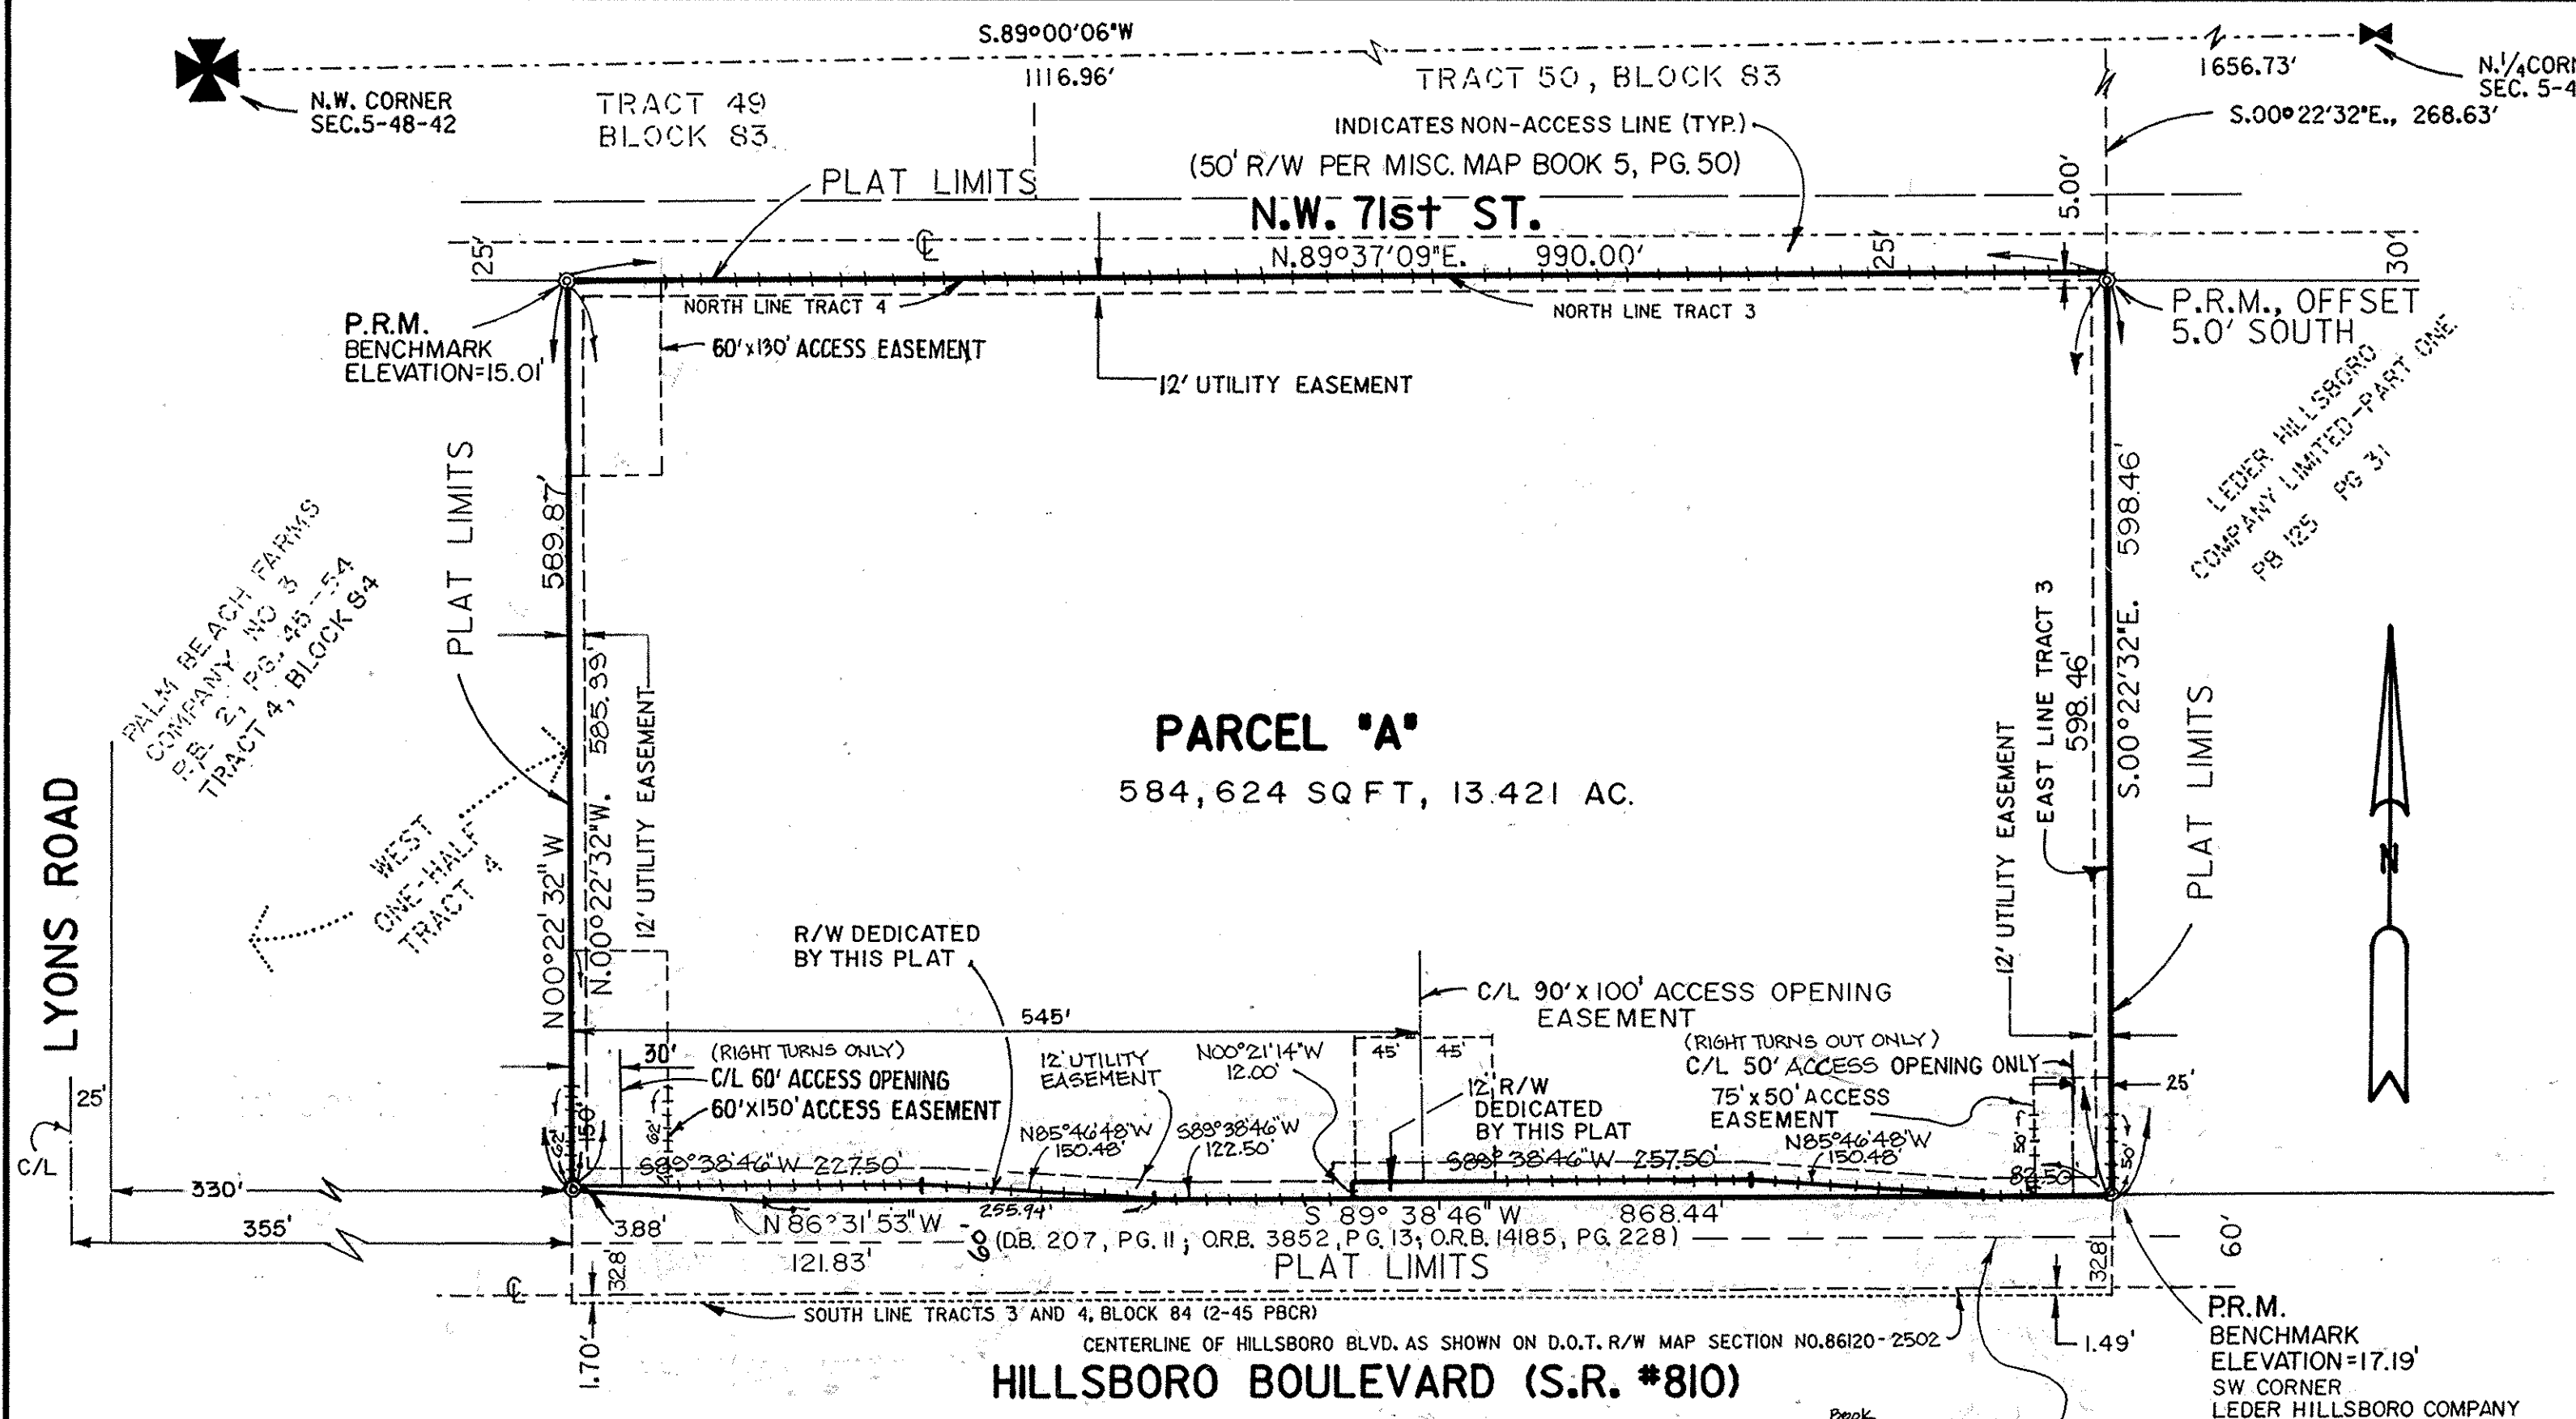 S.89°00'06"W
1116.96'
1656.73'
N.W. CORNER
SEC.5-48-42
TRACT 49
BLOCK 83
TRACT 50, BLOCK 83
N.1/4 CORN
SEC. 5-4
S.00°22'32"E., 268.63'
INDICATES NON-ACCESS LINE (TYP.)
(50' R/W PER MISC. MAP BOOK 5, PG. 50)
PLAT LIMITS
N.W. 71st ST.
5.00'
25'
℄
N.89°37'09"E. 990.00'
25'
30'
NORTH LINE TRACT 4
NORTH LINE TRACT 3
P.R.M.
BENCHMARK
ELEVATION=15.01'
60'x130' ACCESS EASEMENT
12' UTILITY EASEMENT
P.R.M., OFFSET
5.0' SOUTH
LEDER HILLSBORO
COMPANY LIMITED-PART ONE
PB 125 PG 31
PALM BEACH FARMS
COMPANY NO 3
P.B. 2, PG. 45-54
TRACT 4, BLOCK 84
PLAT LIMITS
589.87'
N00°22'32"W
N.00°22'32"W. 585.99'
12' UTILITY EASEMENT
WEST
ONE-HALF
TRACT 4
LYONS ROAD
PARCEL "A"
584,624 SQ FT, 13.421 AC.
12' UTILITY EASEMENT
EAST LINE TRACT 3
598.46'
S.00°22'32"E. 598.46'
PLAT LIMITS
N
R/W DEDICATED
BY THIS PLAT
C/L 90' X 100' ACCESS OPENING
EASEMENT
545'
30'
(RIGHT TURNS ONLY)
C/L 60' ACCESS OPENING
60'x150' ACCESS EASEMENT
12' UTILITY
EASEMENT
N00°21'14"W
12.00'
45'
45'
(RIGHT TURNS OUT ONLY)
C/L 50' ACCESS OPENING ONLY
75'x50' ACCESS
EASEMENT
25'
12' R/W
DEDICATED
BY THIS PLAT
25'
C/L
62'
150'
62'
N85°46'48"W
150.48'
S89°38'46"W
122.50'
N85°46'48"W
150.48'
50'
50'
S89°38'46"W 227.50'
S89°38'46"W 257.50'
82.50'
330'
355'
3.88'
N86°31'53"W
255.94'
S 89° 38'46" W 868.44'
60'
(D.B. 207, PG. 11; O.R.B. 3852, PG. 13; O.R.B. 14185, PG. 228)
121.83'
32.8'
PLAT LIMITS
32.8'
60'
℄
SOUTH LINE TRACTS 3 AND 4, BLOCK 84 (2-45 PBCR)
1.70'
CENTERLINE OF HILLSBORO BLVD. AS SHOWN ON D.O.T. R/W MAP SECTION NO.86120-2502
1.49'
HILLSBORO BOULEVARD (S.R. #810)
P.R.M.
BENCHMARK
ELEVATION=17.19'
SW CORNER
LEDER HILLSBORO COMPANY
Book